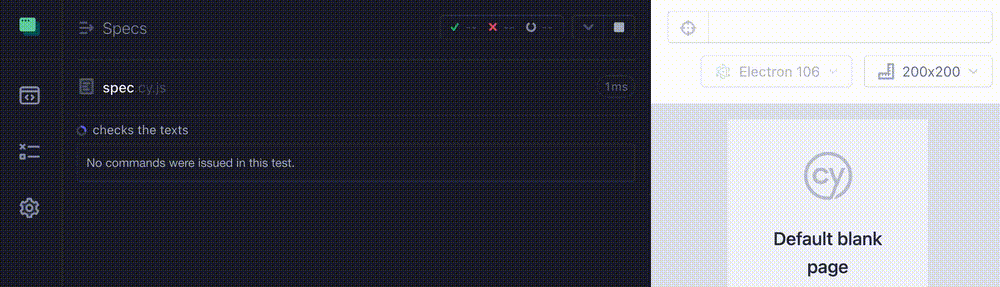 Specs
-- -- --
spec.cy.js
1ms
checks the texts
No commands were issued in this test.
Electron 106
200x200
cy
Default blank
page